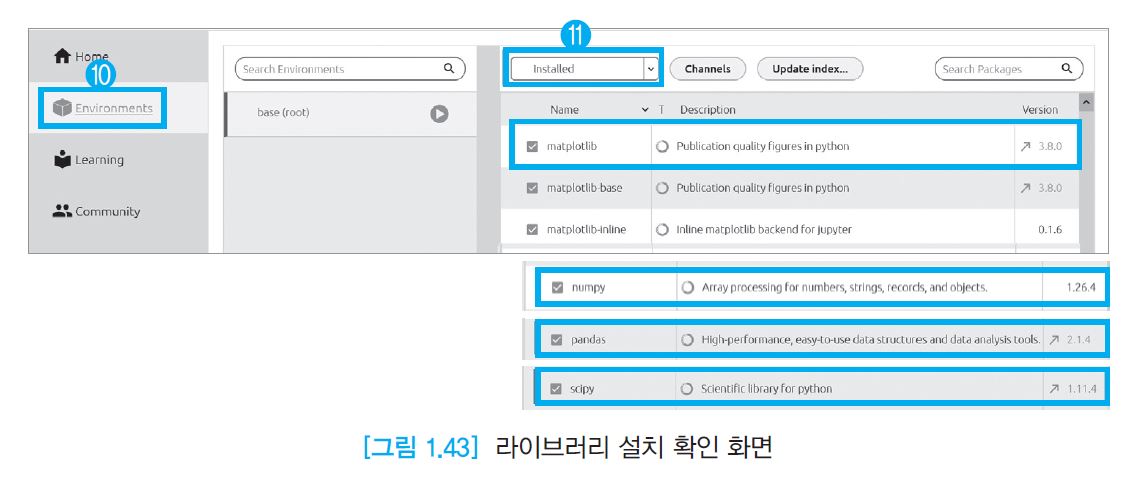 ⑪
Home
⑩
Search Environments
Installed
Channels
Update index...
Search Packages
Environments
base (root)
Name T Description Version
matplotlib Publication quality figures in python 3.8.0
Learning
matplotlib-base Publication quality figures in python 3.8.0
Community
matplotlib-inline Inline matplotlib backend for jupyter 0.1.6
numpy Array processing for numbers, strings, records, and objects. 1.26.4
pandas High-performance, easy-to-use data structures and data analysis tools. 2.1.4
scipy Scientific library for python 1.11.4
[그림 1.43] 라이브러리 설치 확인 화면